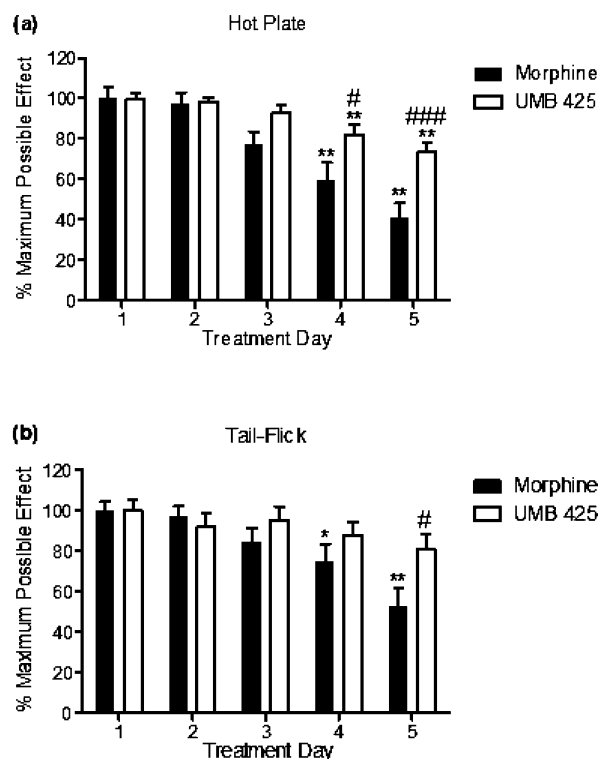 (a)
Hot Plate
% Maximum Possible Effect
120
100
80
60
40
20
0
Morphine
UMB 425
#
**
**
###
**
**
1 2 3 4 5
Treatment Day
(b)
Tail-Flick
% Maximum Possible Effect
120
100
80
60
40
20
0
Morphine
UMB 425
*
#
**
1 2 3 4 5
Treatment Day